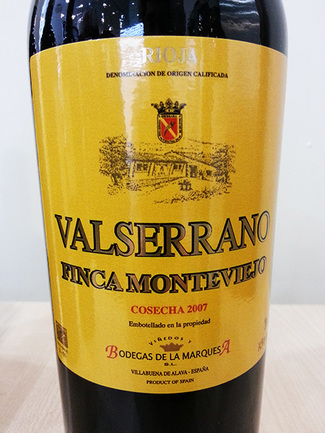 RIOJA
DENOMINACIÓN DE ORIGEN CALIFICADA
VALSERRANO
FINCA MONTEVIEJO
COSECHA 2007
Embotellado en la propiedad
VIÑEDOS Y
BODEGAS DE LA MARQUESA
S.L.
VILLABUENA DE ALAVA - ESPAÑA
PRODUCT OF SPAIN